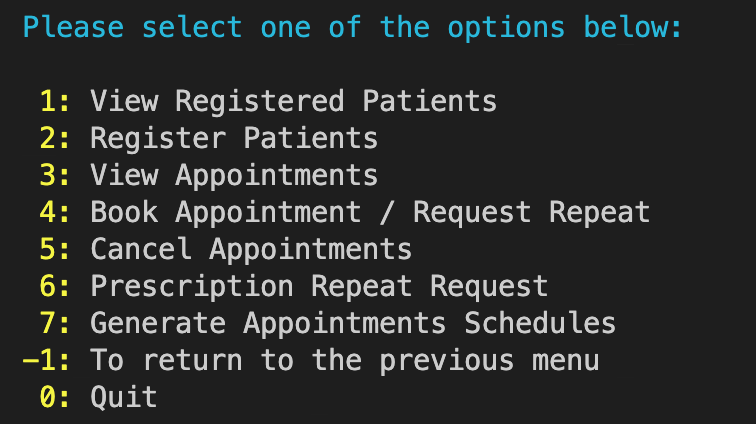 Please select one of the options below:
1: View Registered Patients
2: Register Patients
3: View Appointments
4: Book Appointment / Request Repeat
5: Cancel Appointments
6: Prescription Repeat Request
7: Generate Appointments Schedules
-1: To return to the previous menu
0: Quit